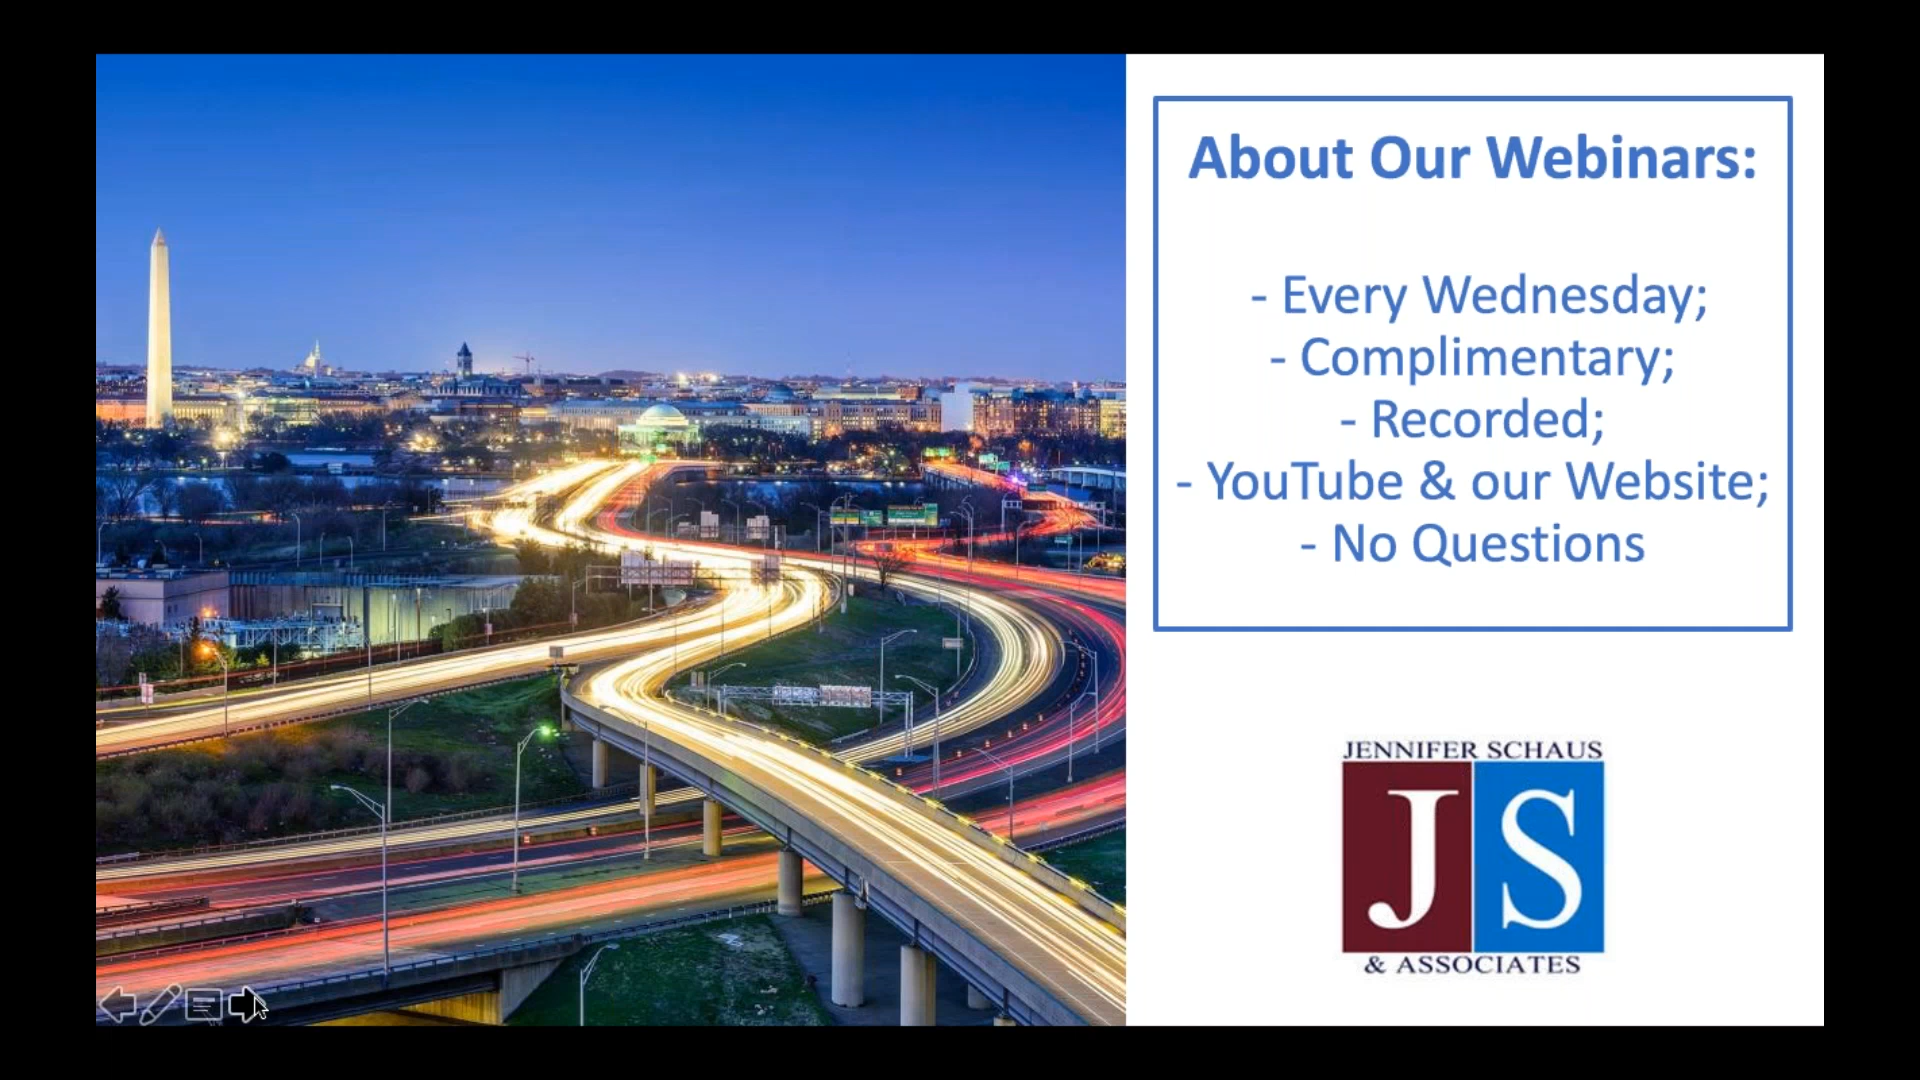 About Our Webinars:
- Every Wednesday;
- Complimentary;
- Recorded;
- YouTube & our Website;
- No Questions
JENNIFER SCHAUS
JS
& ASSOCIATES